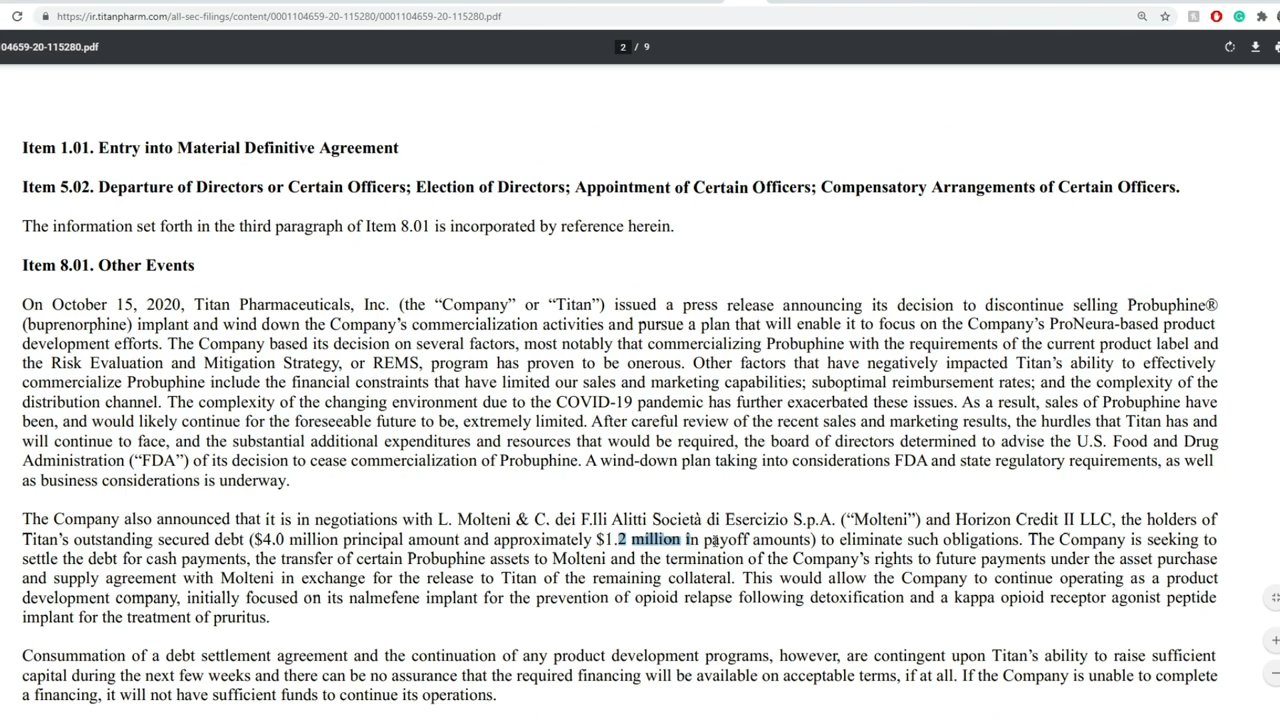 https://ir.titanpharm.com/all-sec-filings/content/0001104659-20-115280/0001104659-20-115280.pdf
04659-20-115280.pdf
2 / 9
Item 1.01. Entry into Material Definitive Agreement
Item 5.02. Departure of Directors or Certain Officers; Election of Directors; Appointment of Certain Officers; Compensatory Arrangements of Certain Officers.
The information set forth in the third paragraph of Item 8.01 is incorporated by reference herein.
Item 8.01. Other Events
On October 15, 2020, Titan Pharmaceuticals, Inc. (the “Company” or “Titan”) issued a press release announcing its decision to discontinue selling Probuphine®
(buprenorphine) implant and wind down the Company’s commercialization activities and pursue a plan that will enable it to focus on the Company’s ProNeura-based product
development efforts. The Company based its decision on several factors, most notably that commercializing Probuphine with the requirements of the current product label and
the Risk Evaluation and Mitigation Strategy, or REMS, program has proven to be onerous. Other factors that have negatively impacted Titan’s ability to effectively
commercialize Probuphine include the financial constraints that have limited our sales and marketing capabilities; suboptimal reimbursement rates; and the complexity of the
distribution channel. The complexity of the changing environment due to the COVID-19 pandemic has further exacerbated these issues. As a result, sales of Probuphine have
been, and would likely continue for the foreseeable future to be, extremely limited. After careful review of the recent sales and marketing results, the hurdles that Titan has and
will continue to face, and the substantial additional expenditures and resources that would be required, the board of directors determined to advise the U.S. Food and Drug
Administration (“FDA”) of its decision to cease commercialization of Probuphine. A wind-down plan taking into considerations FDA and state regulatory requirements, as well
as business considerations is underway.
The Company also announced that it is in negotiations with L. Molteni & C. dei F.lli Alitti Società di Esercizio S.p.A. (“Molteni”) and Horizon Credit II LLC, the holders of
Titan’s outstanding secured debt ($4.0 million principal amount and approximately $1.2 million in payoff amounts) to eliminate such obligations. The Company is seeking to
settle the debt for cash payments, the transfer of certain Probuphine assets to Molteni and the termination of the Company’s rights to future payments under the asset purchase
and supply agreement with Molteni in exchange for the release to Titan of the remaining collateral. This would allow the Company to continue operating as a product
development company, initially focused on its nalmefene implant for the prevention of opioid relapse following detoxification and a kappa opioid receptor agonist peptide
implant for the treatment of pruritus.
Consummation of a debt settlement agreement and the continuation of any product development programs, however, are contingent upon Titan’s ability to raise sufficient
capital during the next few weeks and there can be no assurance that the required financing will be available on acceptable terms, if at all. If the Company is unable to complete
a financing, it will not have sufficient funds to continue its operations.